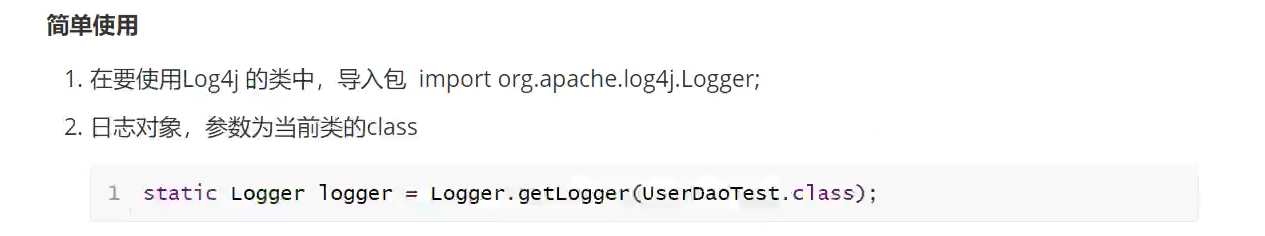 简单使用
1. 在要使用Log4j 的类中，导入包 import org.apache.log4j.Logger;
2. 日志对象，参数为当前类的class
1 static Logger logger = Logger.getLogger(UserDaoTest.class);